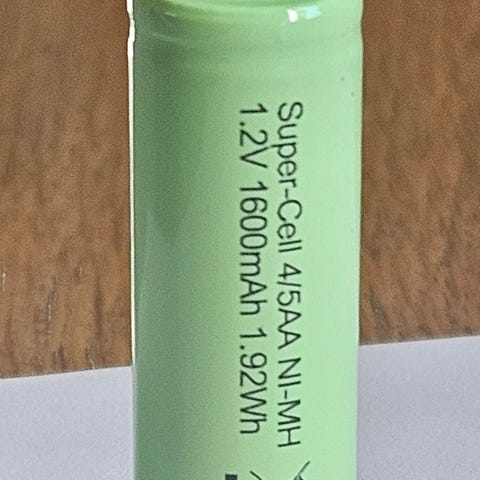 Super-Cell 4/5AA NI-MH
1.2V 1600mAh 1.92Wh